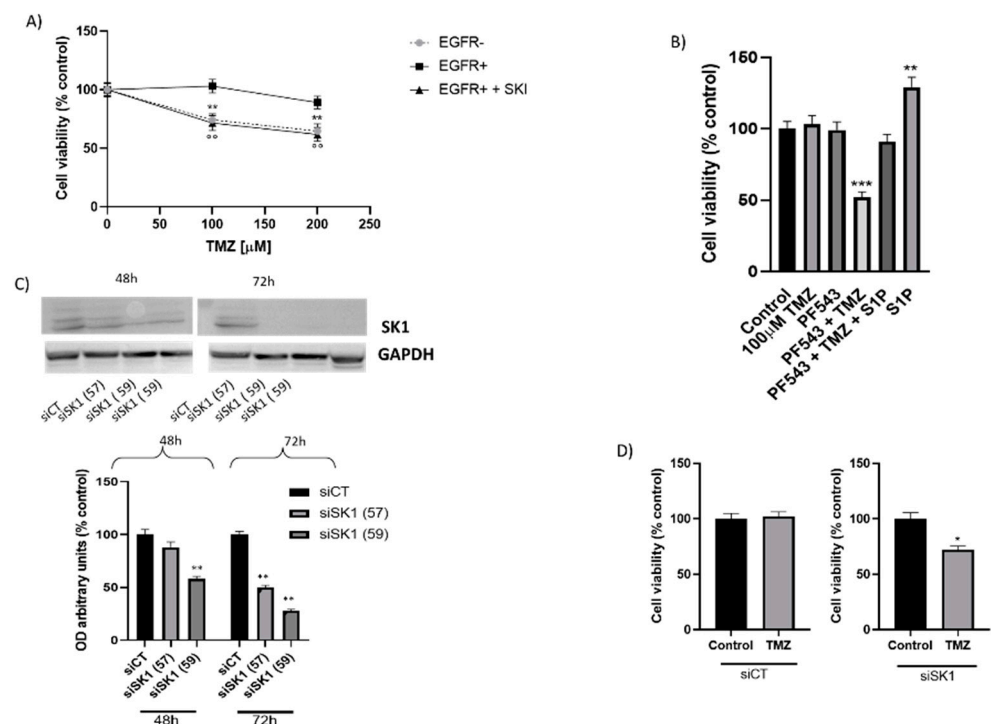 A)
150
100
50
0
Cell viability (% control)
** **
°° °°
0 50 100 150 200 250
TMZ [μM]
EGFR-
EGFR+
EGFR+ + SKI
B)
150
100
50
0
Cell viability (% control)
***
**
Control
100μM TMZ
PF543
PF543 + TMZ
PF543 + TMZ + S1P
S1P
C)
48h 72h
SK1
GAPDH
siCT
siSK1 (57)
siSK1 ( 59)
siSK1 ( 59)
siCT
siSK1 (57)
siSK1 ( 59)
siSK1 ( 59)
48h 72h
150
100
50
0
OD arbitrary units (% control)
siCT
siSK1 (57)
siSK1 (59)
**
** **
siCT
siSK1 (57)
siSK1 (59)
siCT
siSK1 (57)
siSK1 (59)
48h 72h
D)
150
100
50
0
Cell viability (% control)
Control TMZ
siCT
150
100
50
0
Cell viability (% control)
*
Control TMZ
siSK1